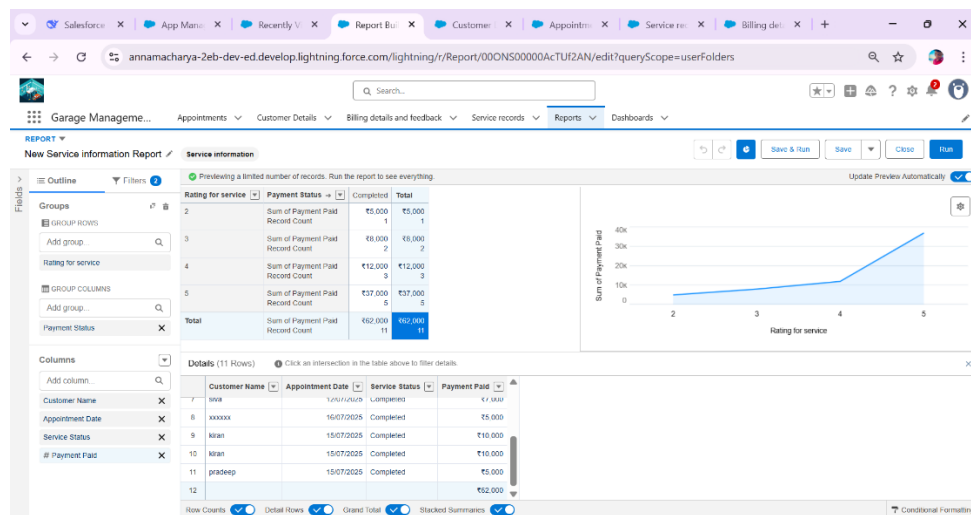 Salesforce
App Mana
Recently V
Report Bui
Customer
Appointme
Service rec
Billing deta
annamacharya-2eb-dev-ed.develop.lightning.force.com/lightning/r/Report/00ONS00000AcTUf2AN/edit?queryScope=userFolders
Search...
Garage Manageme...
Appointments
Customer Details
Billing details and feedback
Service records
Reports
Dashboards
REPORT
New Service information Report
Service information
Save & Run
Save
Close
Run
Fields
Outline
Filters 2
Previewing a limited number of records. Run the report to see everything.
Update Preview Automatically
Groups
GROUP ROWS
Add group...
Rating for service
GROUP COLUMNS
Add group...
Payment Status
Columns
Add column...
Customer Name
Appointment Date
Service Status
# Payment Paid
Rating for service Payment Status Completed Total
2 Sum of Payment Paid ₹5,000 ₹5,000
Record Count 1 1
3 Sum of Payment Paid ₹8,000 ₹8,000
Record Count 2 2
4 Sum of Payment Paid ₹12,000 ₹12,000
Record Count 3 3
5 Sum of Payment Paid ₹37,000 ₹37,000
Record Count 5 5
Total Sum of Payment Paid ₹62,000 ₹62,000
Record Count 11 11
Sum of Payment Paid
40k
30k
20k
10k
0
2 3 4 5
Rating for service
Details (11 Rows) Click an intersection in the table above to filter details.
Customer Name Appointment Date Service Status Payment Paid
7 siva 12/07/2025 Completed ₹7,000
8 xxxxxx 16/07/2025 Completed ₹5,000
9 kiran 15/07/2025 Completed ₹10,000
10 kiran 15/07/2025 Completed ₹10,000
11 pradeep 15/07/2025 Completed ₹5,000
12 ₹62,000
Row Counts Detail Rows Grand Total Stacked Summaries
Conditional Formattin